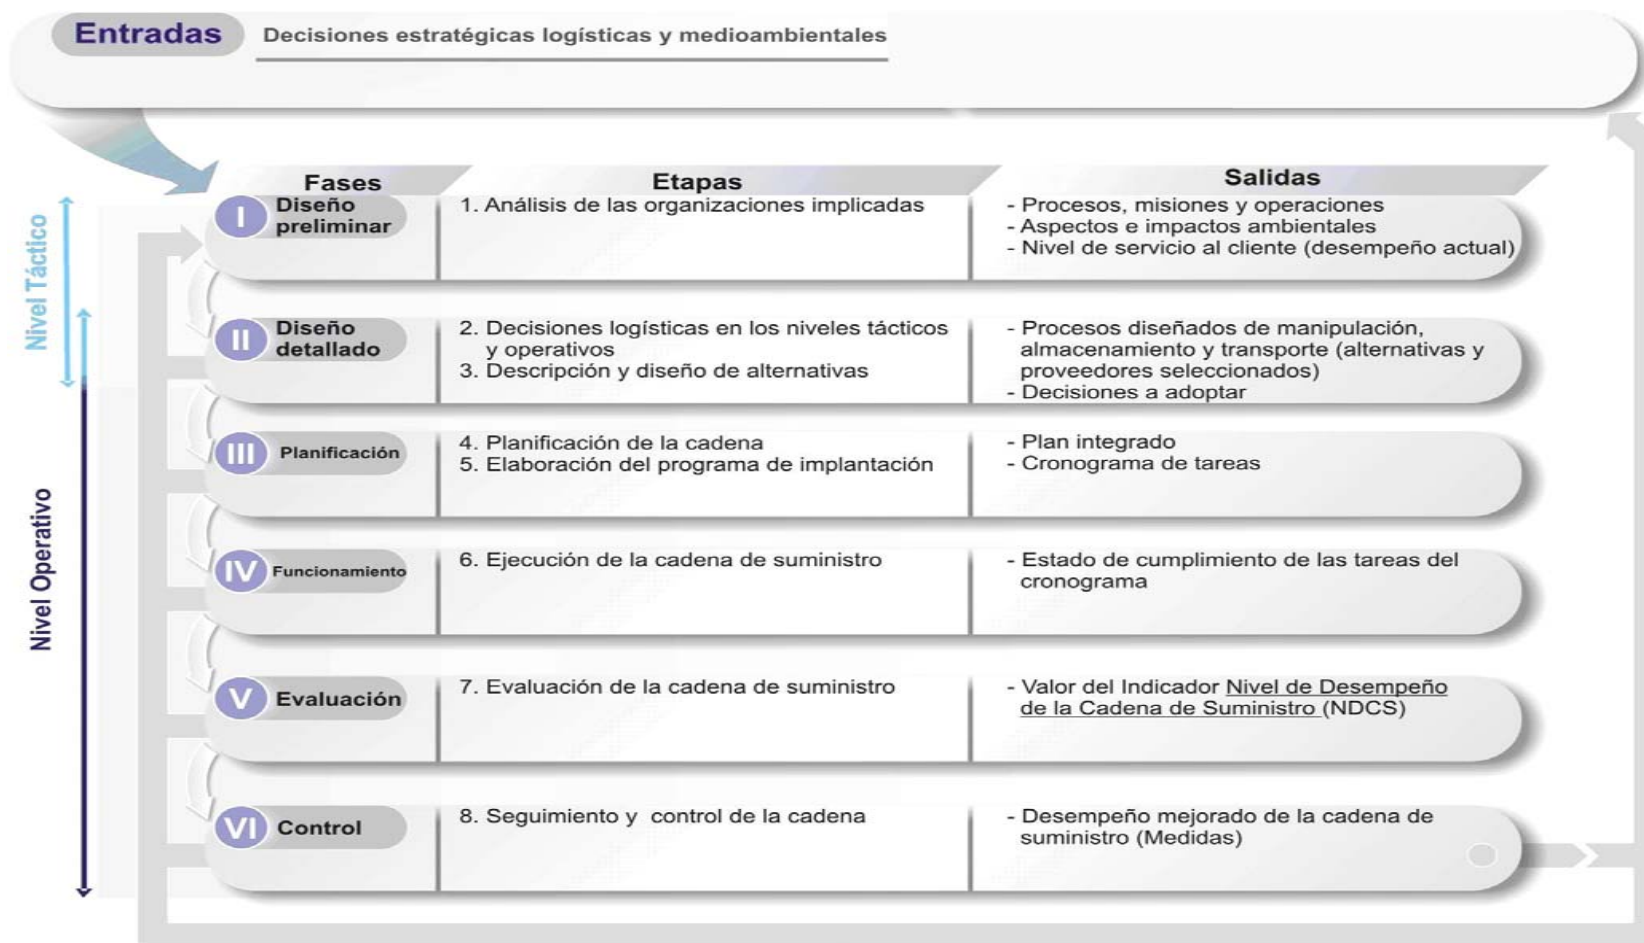 Entradas
Decisiones estratégicas logísticas y medioambientales
Fases
Etapas
Salidas
Nivel Táctico
Nivel Operativo
I
Diseño
preliminar
1. Análisis de las organizaciones implicadas
- Procesos, misiones y operaciones
- Aspectos e impactos ambientales
- Nivel de servicio al cliente (desempeño actual)
II
Diseño
detallado
2. Decisiones logísticas en los niveles tácticos
y operativos
3. Descripción y diseño de alternativas
- Procesos diseñados de manipulación,
almacenamiento y transporte (alternativas y
proveedores seleccionados)
- Decisiones a adoptar
III
Planificación
4. Planificación de la cadena
5. Elaboración del programa de implantación
- Plan integrado
- Cronograma de tareas
IV
Funcionamiento
6. Ejecución de la cadena de suministro
- Estado de cumplimiento de las tareas del
cronograma
V
Evaluación
7. Evaluación de la cadena de suministro
- Valor del Indicador Nivel de Desempeño
de la Cadena de Suministro (NDCS)
VI
Control
8. Seguimiento y control de la cadena
- Desempeño mejorado de la cadena de
suministro (Medidas)